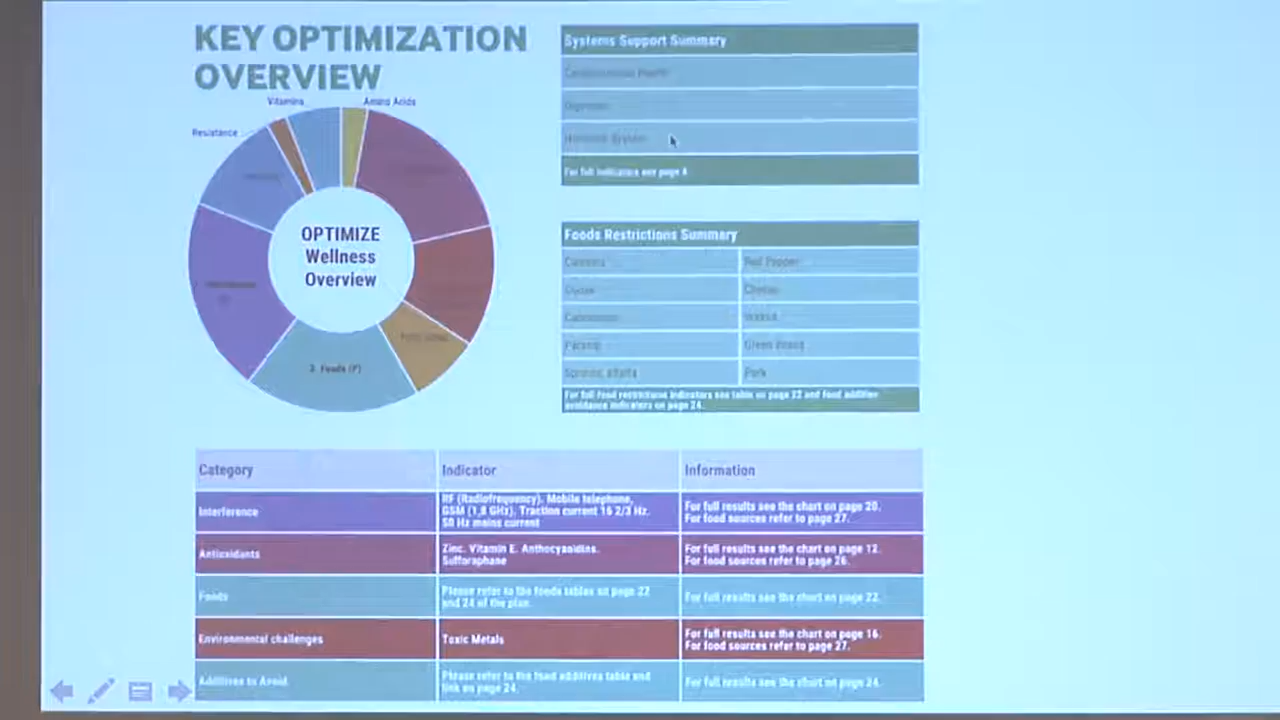 KEY OPTIMIZATION
OVERVIEW
Vitamins
Amino Acids
Resistance
OPTIMIZE
Wellness
Overview
2. Foods (F)
Systems Support Summary
For full indicators see page 4
Foods Restrictions Summary
Red Pepper
Green Bean
Pork
For full food restrictions indicators see table on page 22 and food additive
avoidance indicators on page 24.
Category
Indicator
Information
Interference
RF (Radiofrequency). Mobile telephone,
GSM (1,8 GHz), Traction current 16 2/3 Hz.
50 Hz mains current
For full results see the chart on page 20.
For food sources refer to page 27.
Antioxidants
Zinc. Vitamin E. Anthocyanidins.
Sulforaphane
For full results see the chart on page 12.
For food sources refer to page 26.
Foods
Please refer to the foods tables on page 22
and 24 of the plan.
For full results see the chart on page 22.
Environmental challenges
Toxic Metals
For full results see the chart on page 16.
For food sources refer to page 27.
Additives to Avoid
Please refer to the food additives table and
link on page 24.
For full results see the chart on page 24.